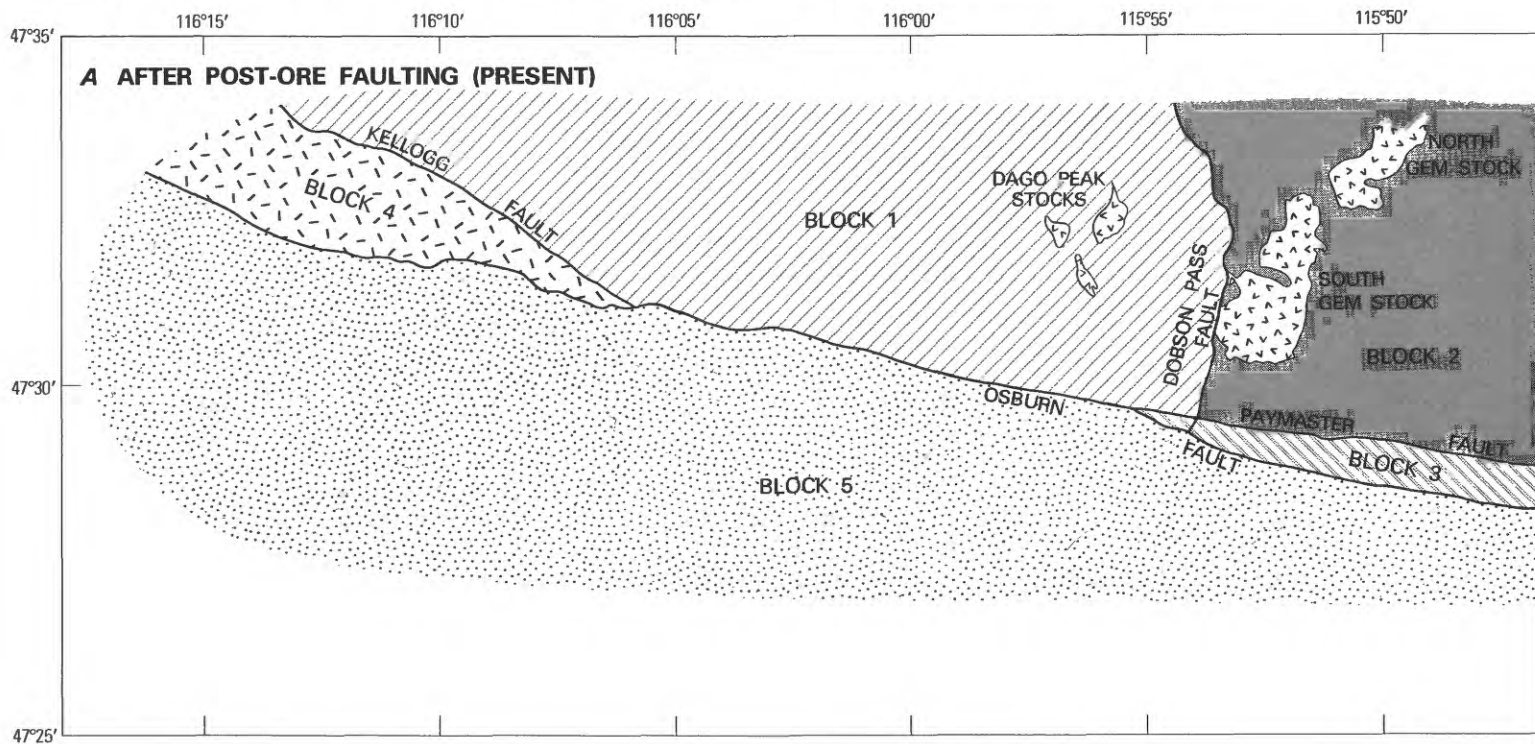 116°15′ 116°10′ 116°05′ 116°00′ 115°55′ 115°50′
47°35′
A AFTER POST-ORE FAULTING (PRESENT)
KELLOGG
FAULT
BLOCK 4
BLOCK 1
DAGO PEAK
STOCKS
NORTH
GEM STOCK
DOBSON PASS
FAULT
SOUTH
GEM STOCK
BLOCK 2
47°30′
OSBURN
FAULT
PAYMASTER
FAULT
BLOCK 3
BLOCK 5
47°25′